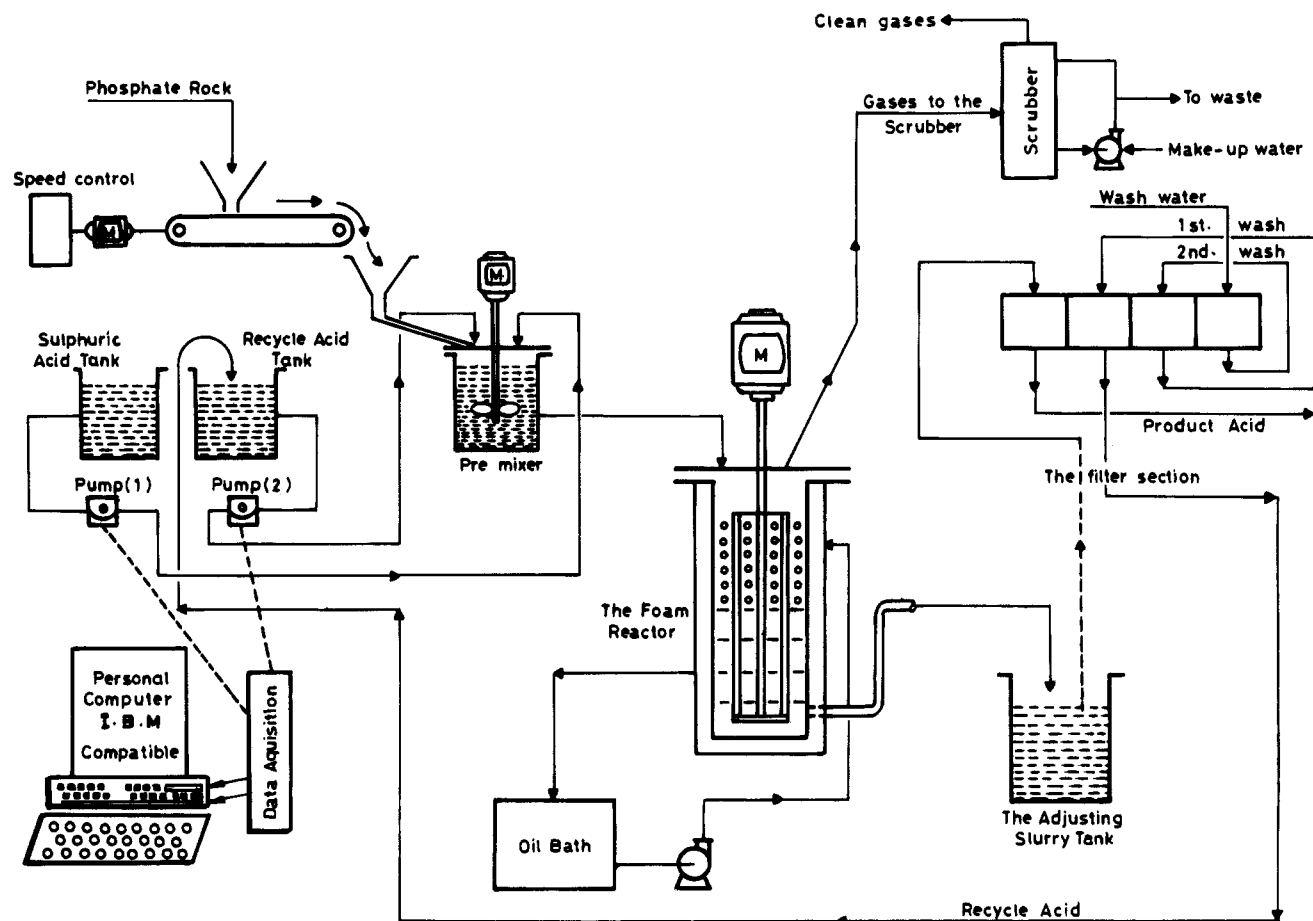 Clean gases
Phosphate Rock
Scrubber
Gases to the
Scrubber
To waste
Make-up water
Speed control
M
Wash water
1st. wash
2nd. wash
M
M
Sulphuric
Acid Tank
Recycle Acid
Tank
Product Acid
Pre mixer
The filter section
Pump(1)
Pump(2)
The Foam
Reactor
Personal
Computer
I.B.M
Compatible
Data Aquisition
Oil Bath
The Adjusting
Slurry Tank
Recycle Acid